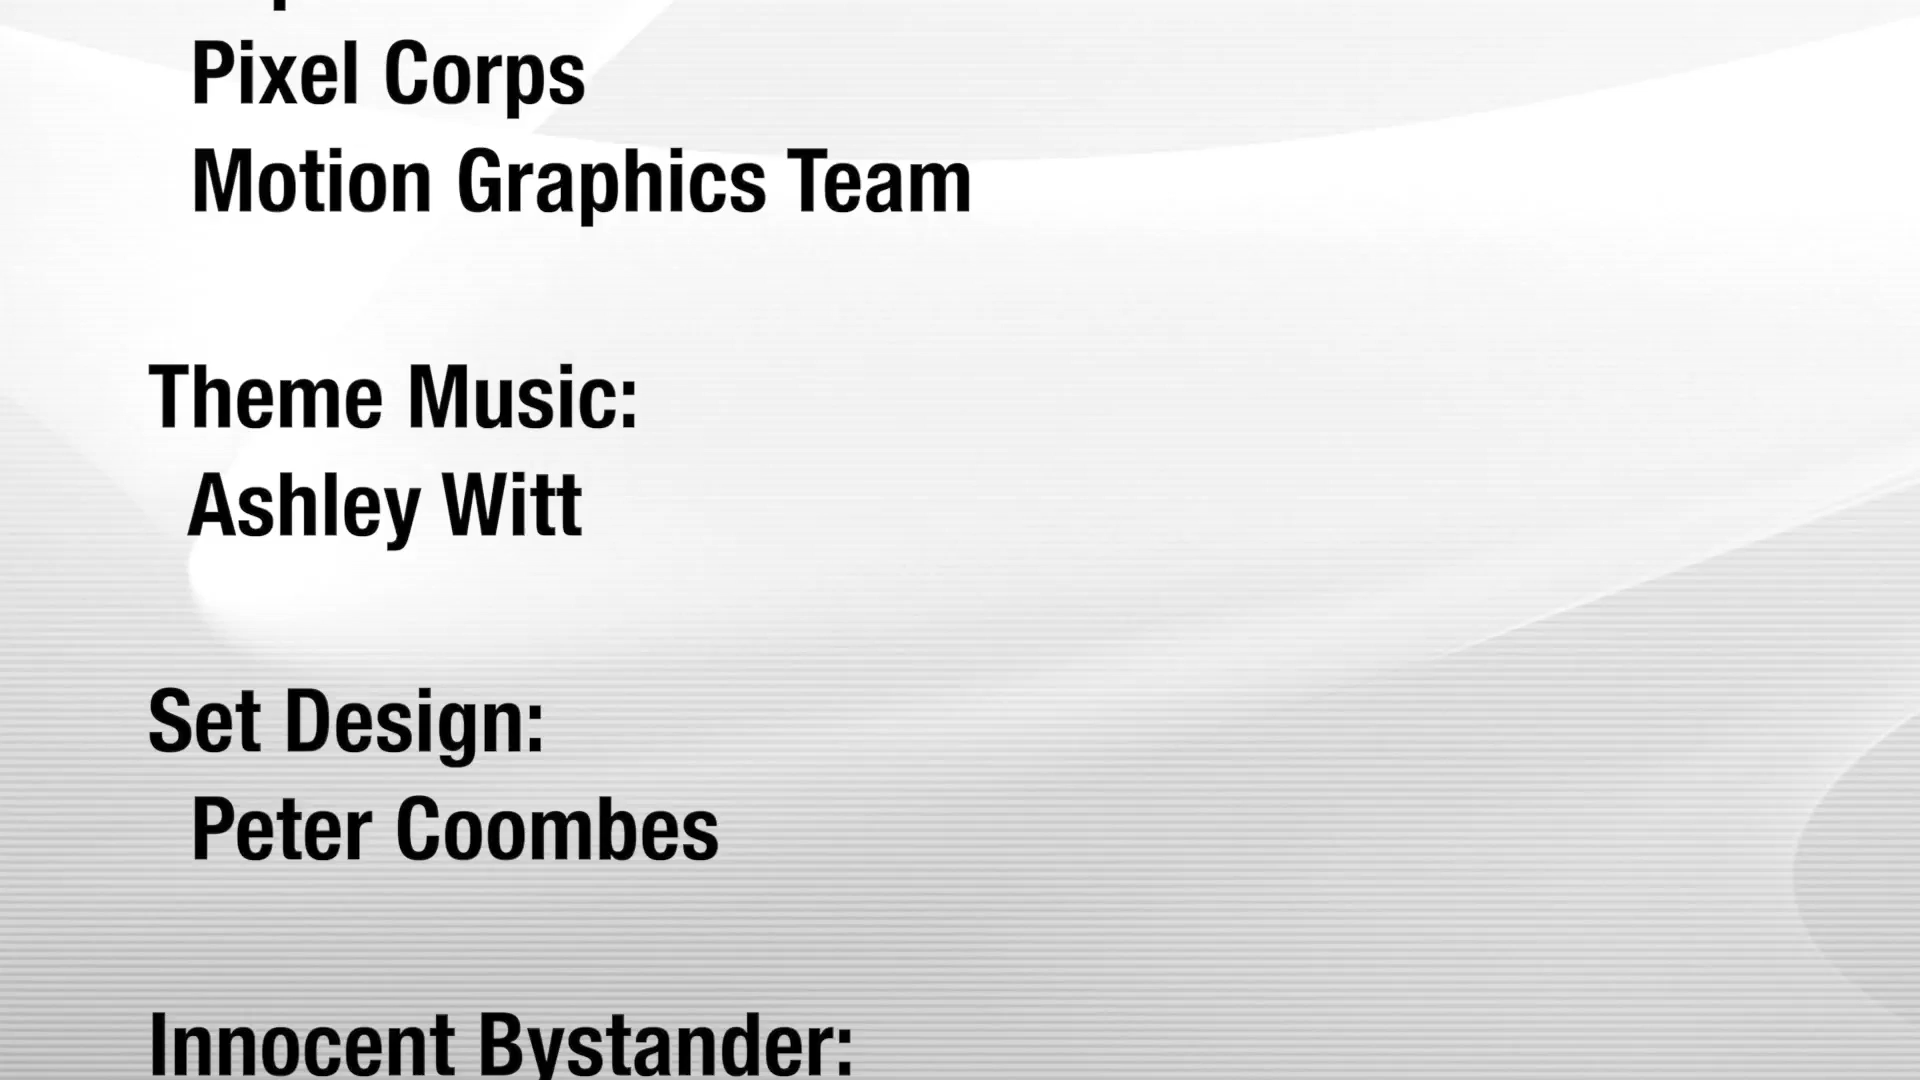 Pixel Corps
Motion Graphics Team
Theme Music:
Ashley Witt
Set Design:
Peter Coombes
Innocent Bystander: